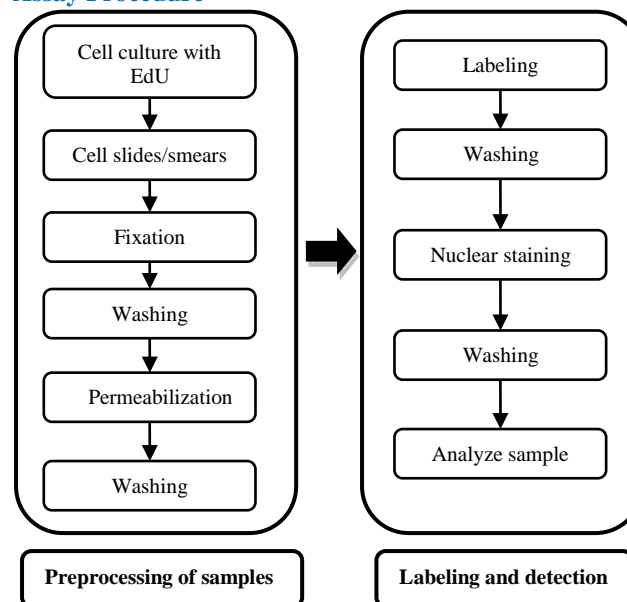 Assay Procedure
Cell culture with
EdU
Cell slides/smears
Fixation
Washing
Permeabilization
Washing
Preprocessing of samples
Labeling
Washing
Nuclear staining
Washing
Analyze sample
Labeling and detection